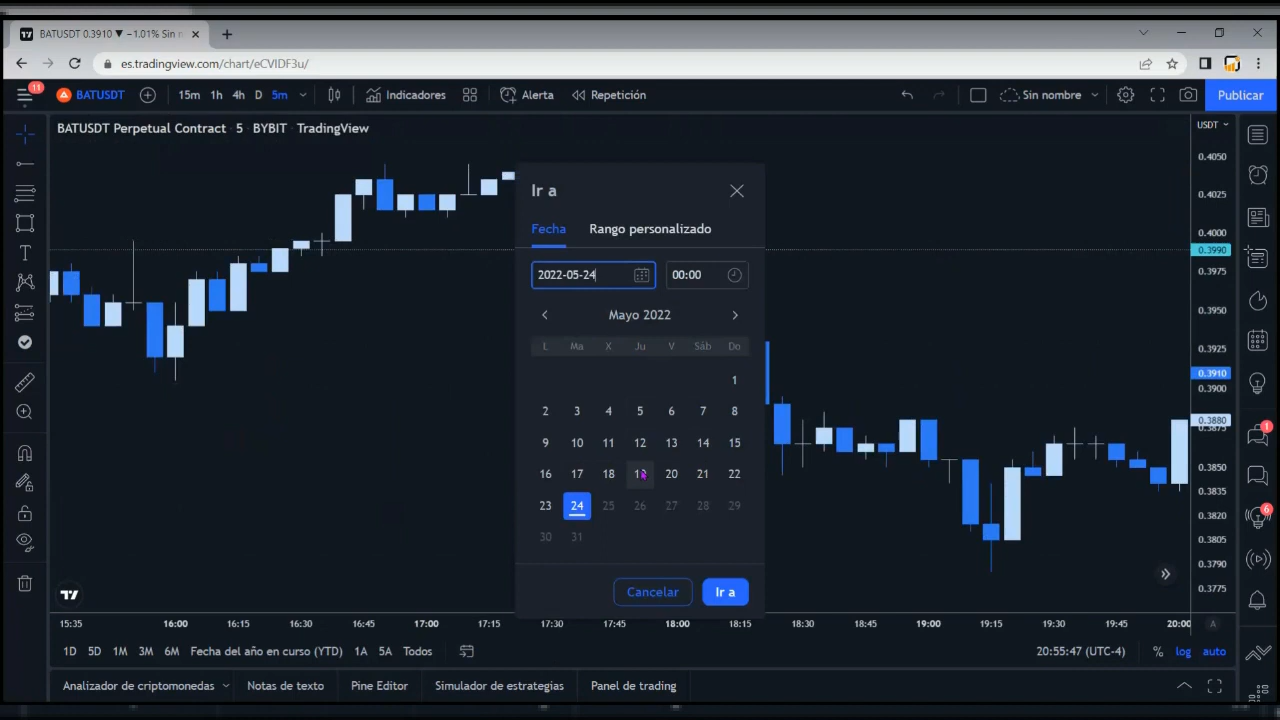 BATUSDT 0.3910 ▼ −1.01% Sin n
es.tradingview.com/chart/eCVIDF3u/
11
BATUSDT 15m 1h 4h D 5m Indicadores Alerta Repetición Sin nombre Publicar
BATUSDT Perpetual Contract · 5 · BYBIT · TradingView
USDT
0.4050
0.4025
0.4000
0.3990
0.3975
0.3950
0.3925
0.3910
0.3900
0.3880
0.3875
0.3850
0.3835
0.3820
0.3805
0.3790
0.3775
Ir a
Fecha Rango personalizado
2022-05-24 00:00
Mayo 2022
L Ma X Ju V Sáb Do
1
2 3 4 5 6 7 8
9 10 11 12 13 14 15
16 17 18 19 20 21 22
23 24 25 26 27 28 29
30 31
Cancelar Ir a
1
6
15:35 16:00 16:15 16:30 16:45 17:00 17:15 17:30 18:00 18:15 18:30 18:45 19:00 19:15 19:30 20:00 A
1D 5D 1M 3M 6M Fecha del año en curso (YTD) 1A 5A Todos 20:55:47 (UTC-4) % log auto
Analizador de criptomonedas Notas de texto Pine Editor Simulador de estrategias Panel de trading